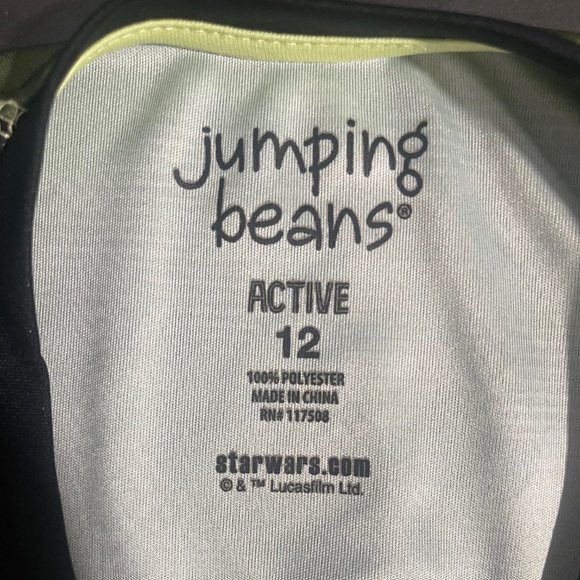 jumping
beans®
ACTIVE
12
100% POLYESTER
MADE IN CHINA
RN# 117508
starwars.com
© & ™ Lucasfilm Ltd.